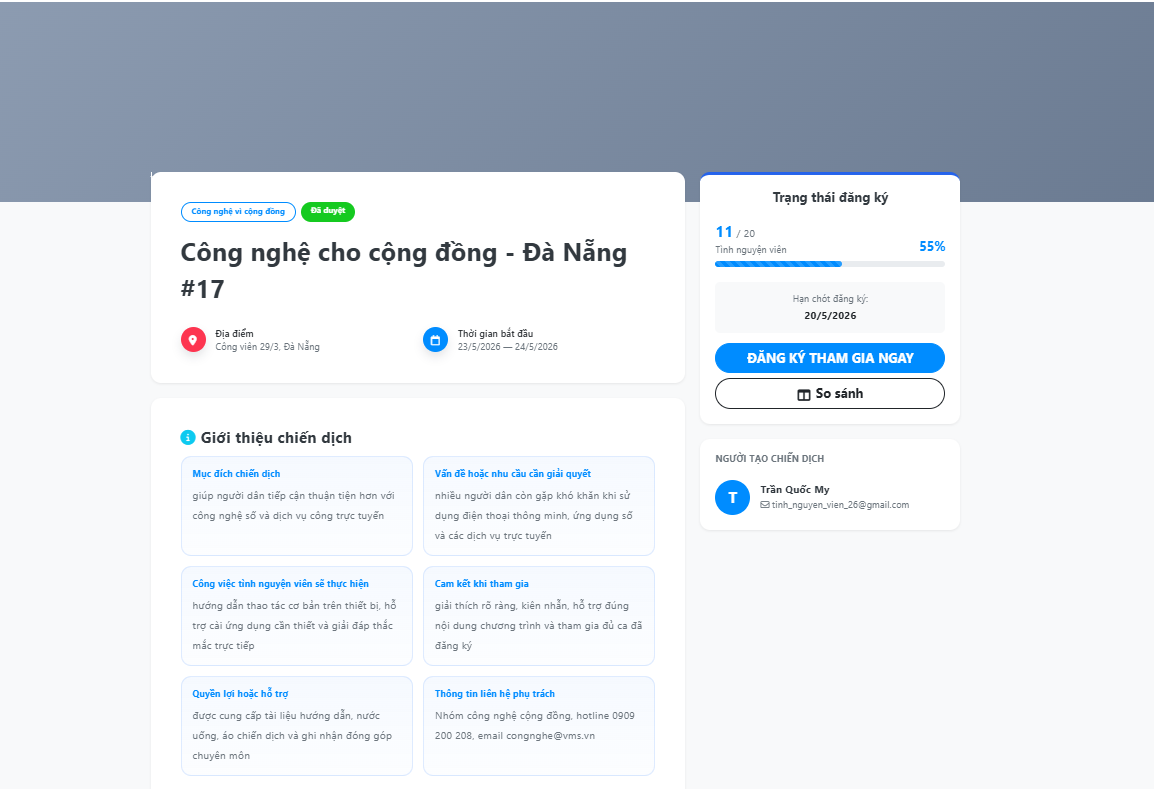 Công nghệ vì cộng đồng
Đã duyệt
Công nghệ cho cộng đồng - Đà Nẵng
#17
Địa điểm
Công viên 29/3, Đà Nẵng
Thời gian bắt đầu
23/5/2026 — 24/5/2026
Giới thiệu chiến dịch
Mục đích chiến dịch
giúp người dân tiếp cận thuận tiện hơn với
công nghệ số và dịch vụ công trực tuyến
Vấn đề hoặc nhu cầu cần giải quyết
nhiều người dân còn gặp khó khăn khi sử
dụng điện thoại thông minh, ứng dụng số
và các dịch vụ trực tuyến
Công việc tình nguyện viên sẽ thực hiện
hướng dẫn thao tác cơ bản trên thiết bị, hỗ
trợ cài ứng dụng cần thiết và giải đáp thắc
mắc trực tiếp
Cam kết khi tham gia
giải thích rõ ràng, kiên nhẫn, hỗ trợ đúng
nội dung chương trình và tham gia đủ ca đã
đăng ký
Quyền lợi hoặc hỗ trợ
được cung cấp tài liệu hướng dẫn, nước
uống, áo chiến dịch và ghi nhận đóng góp
chuyên môn
Thông tin liên hệ phụ trách
Nhóm công nghệ cộng đồng, hotline 0909
200 208, email congnghe@vms.vn
Trạng thái đăng ký
11 / 20
Tình nguyện viên
55%
Hạn chót đăng ký:
20/5/2026
ĐĂNG KÝ THAM GIA NGAY
So sánh
NGƯỜI TẠO CHIẾN DỊCH
T
Trần Quốc My
tinh_nguyen_vien_26@gmail.com